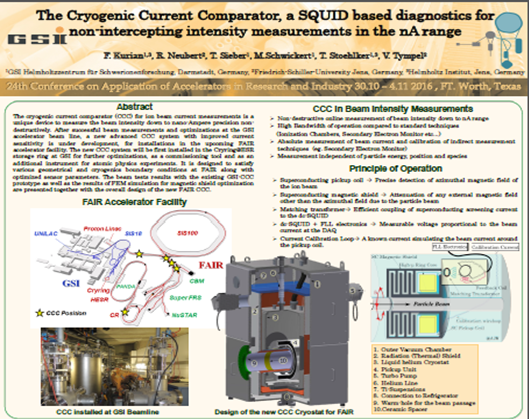 The Cryogenic Current Comparator, a SQUID based diagnostics for
non-intercepting intensity measurements in the nA range
GSI
F. Kurian¹,³, R. Neubert², T. Sieber¹, M.Schwickert¹, T. Stoehlker¹,³, V. Tympel³
¹GSI Helmholtzzentrum für Schwerionenforschung, Darmstadt, Germany, ²Friedrich-Schiller-University Jena, Germany, ³Helmholtz Institut, Jena, Germany
24th Conference on Application of Accelerators in Research and Industry 30.10 – 4.11 2016 , FT. Worth, Texas
Abstract
The cryogenic current comparator (CCC) for ion beam current measurements is a
unique device to measure the beam intensity down to nano Ampere precision non-
destructively. After successful beam measurements and optimizations at the GSI
accelerator beam line, a new advanced CCC system with improved current
sensitivity is under development, for installations in the upcoming FAIR
accelerator facility. The new CCC system will be first installed in the Cryring@ESR
storage ring at GSI for further optimizations, as a commissioning tool and as an
additional instrument for atomic physics experiments. It is designed to satisfy
various geometrical and cryogenics boundary conditions at FAIR along with
optimized sensor parameters. The beam tests results with the existing GSI-CCC
prototype as well as the results of FEM simulation for magnetic shield optimization
are presented together with the overall design of the new FAIR CCC.
FAIR Accelerator Facility
UNILAC
Proton Linac
SIS18
SIS100
GSI
FAIR
PANDA
CBM
Cryring
HESR
Super FRS
CR
NuSTAR
CCC Position
CCC installed at GSI Beamline
Design of the new CCC Cryostat for FAIR
CCC in Beam Intensity Measurements
➤ Non-destructive online measurement of beam intensity down to nA range
➤ High Bandwidth of operation compared to standard techniques
(Ionization Chambers, Secondary Electron Monitor etc..)
➤ Absolute measurement of beam current and calibration of indirect measurement
techniques (eg. Secondary Electron Monitor)
➤ Measurement independent of particle energy, position and species
Principle of Operation
➤ Superconducting pickup coil → Precise detection of azimuthal magnetic field of
the ion beam
➤ Superconducting magnetic shield → Attenuation of any external magnetic field
other than the azimuthal field due to the particle beam
➤ Matching transformer → Efficient coupling of superconducting screening current
to the dc-SQUID
➤ dc-SQUID + FLL electronics → Measurable voltage proportional to the beam
current at the DAQ
➤ Current Calibration Loop → A known current simulating the beam current around
the pickup coil.
FLL Electronics
Calibration Current
Particle Beam
1. Outer Vacuum Chamber
2. Radiation (Thermal) Shield
3. Liquid helium Cryostat
4. Pickup Unit
5. Turbo Pump
6. Helium Line
7. Ti-Suspensions
8. Connection to Refrigerator
9. Warm hole for the beam passage
10.Ceramic Spacer